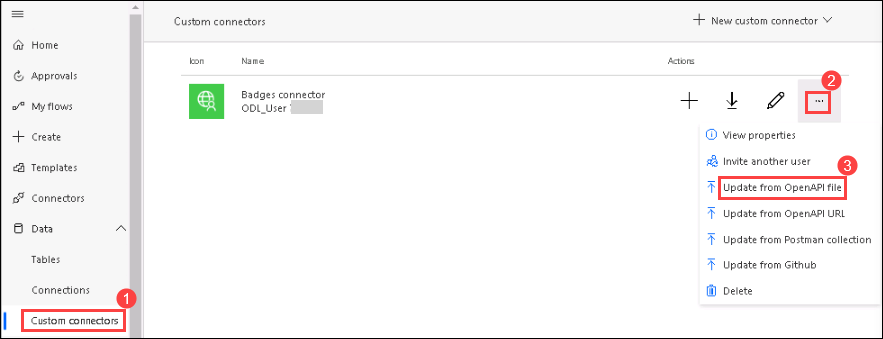 Custom connectors
New custom connector
Home
Approvals
My flows
Create
Templates
Connectors
Data
Tables
Connections
1
Custom connectors
Icon
Name
Actions
Badges connector
ODL_User
2
...
View properties
Invite another user
3
Update from OpenAPI file
Update from OpenAPI URL
Update from Postman collection
Update from Github
Delete